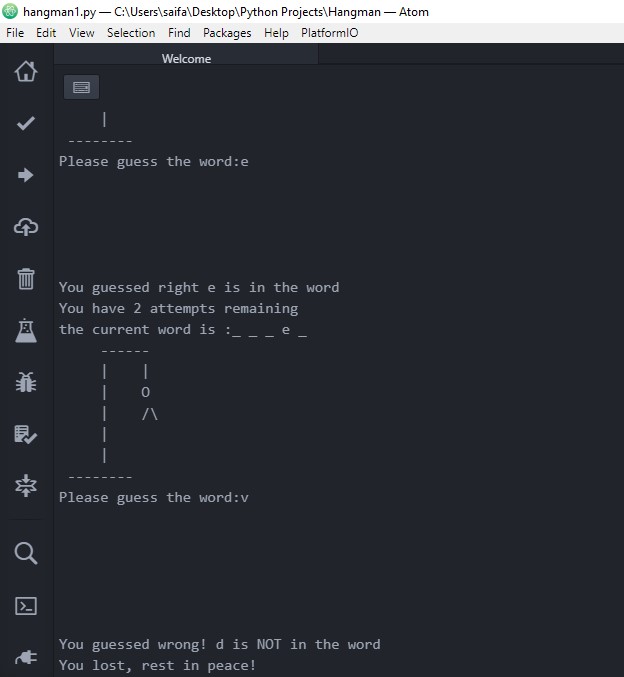 hangman1.py — C:\Users\saifa\Desktop\Python Projects\Hangman — Atom
File Edit View Selection Find Packages Help PlatformIO
Welcome
|
--------
Please guess the word:e
You guessed right e is in the word
You have 2 attempts remaining
the current word is :_ _ _ e _
------
| |
| O
| /\
|
|
--------
Please guess the word:v
You guessed wrong! d is NOT in the word
You lost, rest in peace!